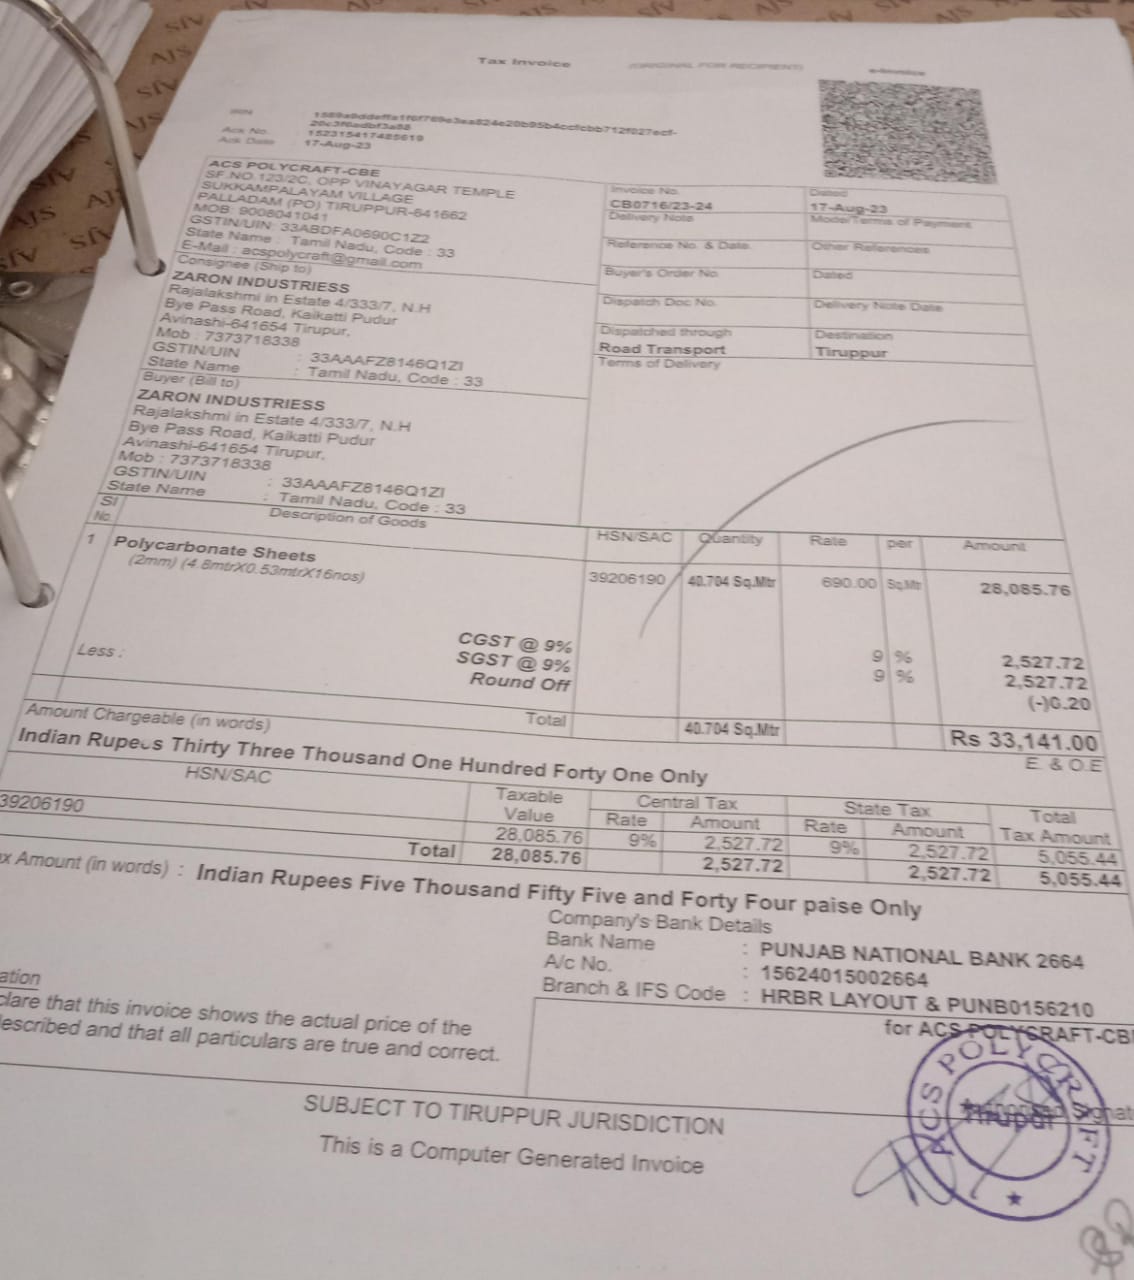 Tax Invoice
(ORIGINAL FOR RECIPIENT)
e-Invoice
IRN
Ack No. : 152315417485619
Ack Date : 17-Aug-23
ACS POLYCRAFT-CBE
SF.NO.123/2C, OPP VINAYAGAR TEMPLE
SUKKAMPALAYAM VILLAGE
PALLADAM (PO) TIRUPPUR-641662
MOB: 9008041041
GSTIN/UIN: 33ABDFA0690C1Z2
State Name : Tamil Nadu, Code : 33
E-Mail : acspolycraft@gmail.com
Invoice No. Dated
CB0716/23-24 17-Aug-23
Delivery Note Mode/Terms of Payment
Reference No. & Date. Other References
Buyer's Order No. Dated
Dispatch Doc No. Delivery Note Date
Dispatched through Destination
Road Transport Tiruppur
Terms of Delivery
Consignee (Ship to)
ZARON INDUSTRIESS
Rajalakshmi in Estate 4/333/7, N.H
Bye Pass Road, Kaikatti Pudur
Avinashi-641654 Tirupur,
Mob : 7373718338
GSTIN/UIN : 33AAAFZ8146Q1ZI
State Name : Tamil Nadu, Code : 33
Buyer (Bill to)
ZARON INDUSTRIESS
Rajalakshmi in Estate 4/333/7, N.H
Bye Pass Road, Kaikatti Pudur
Avinashi-641654 Tirupur,
Mob : 7373718338
GSTIN/UIN : 33AAAFZ8146Q1ZI
State Name : Tamil Nadu, Code : 33
Sl No. Description of Goods HSN/SAC Quantity Rate per Amount
1 Polycarbonate Sheets 39206190 40.704 Sq.Mtr 690.00 Sq.Mtr 28,085.76
(2mm) (4.8mtrX0.53mtrX16nos)
CGST @ 9% 9 % 2,527.72
SGST @ 9% 9 % 2,527.72
Less : Round Off (-)0.20
Total 40.704 Sq.Mtr Rs 33,141.00
Amount Chargeable (in words) E. & O.E
Indian Rupees Thirty Three Thousand One Hundred Forty One Only
HSN/SAC Taxable Value Central Tax State Tax Total Tax Amount
Rate Amount Rate Amount
39206190 28,085.76 9% 2,527.72 9% 2,527.72 5,055.44
Total 28,085.76 2,527.72 2,527.72 5,055.44
x Amount (in words) : Indian Rupees Five Thousand Fifty Five and Forty Four paise Only
Company's Bank Details
Bank Name : PUNJAB NATIONAL BANK 2664
A/c No. : 15624015002664
Branch & IFS Code : HRBR LAYOUT & PUNB0156210
ation
clare that this invoice shows the actual price of the
escribed and that all particulars are true and correct.
for ACS POLYCRAFT-CB
ACS POLYCRAFT
Tirupur
Signat
SUBJECT TO TIRUPPUR JURISDICTION
This is a Computer Generated Invoice
AJS